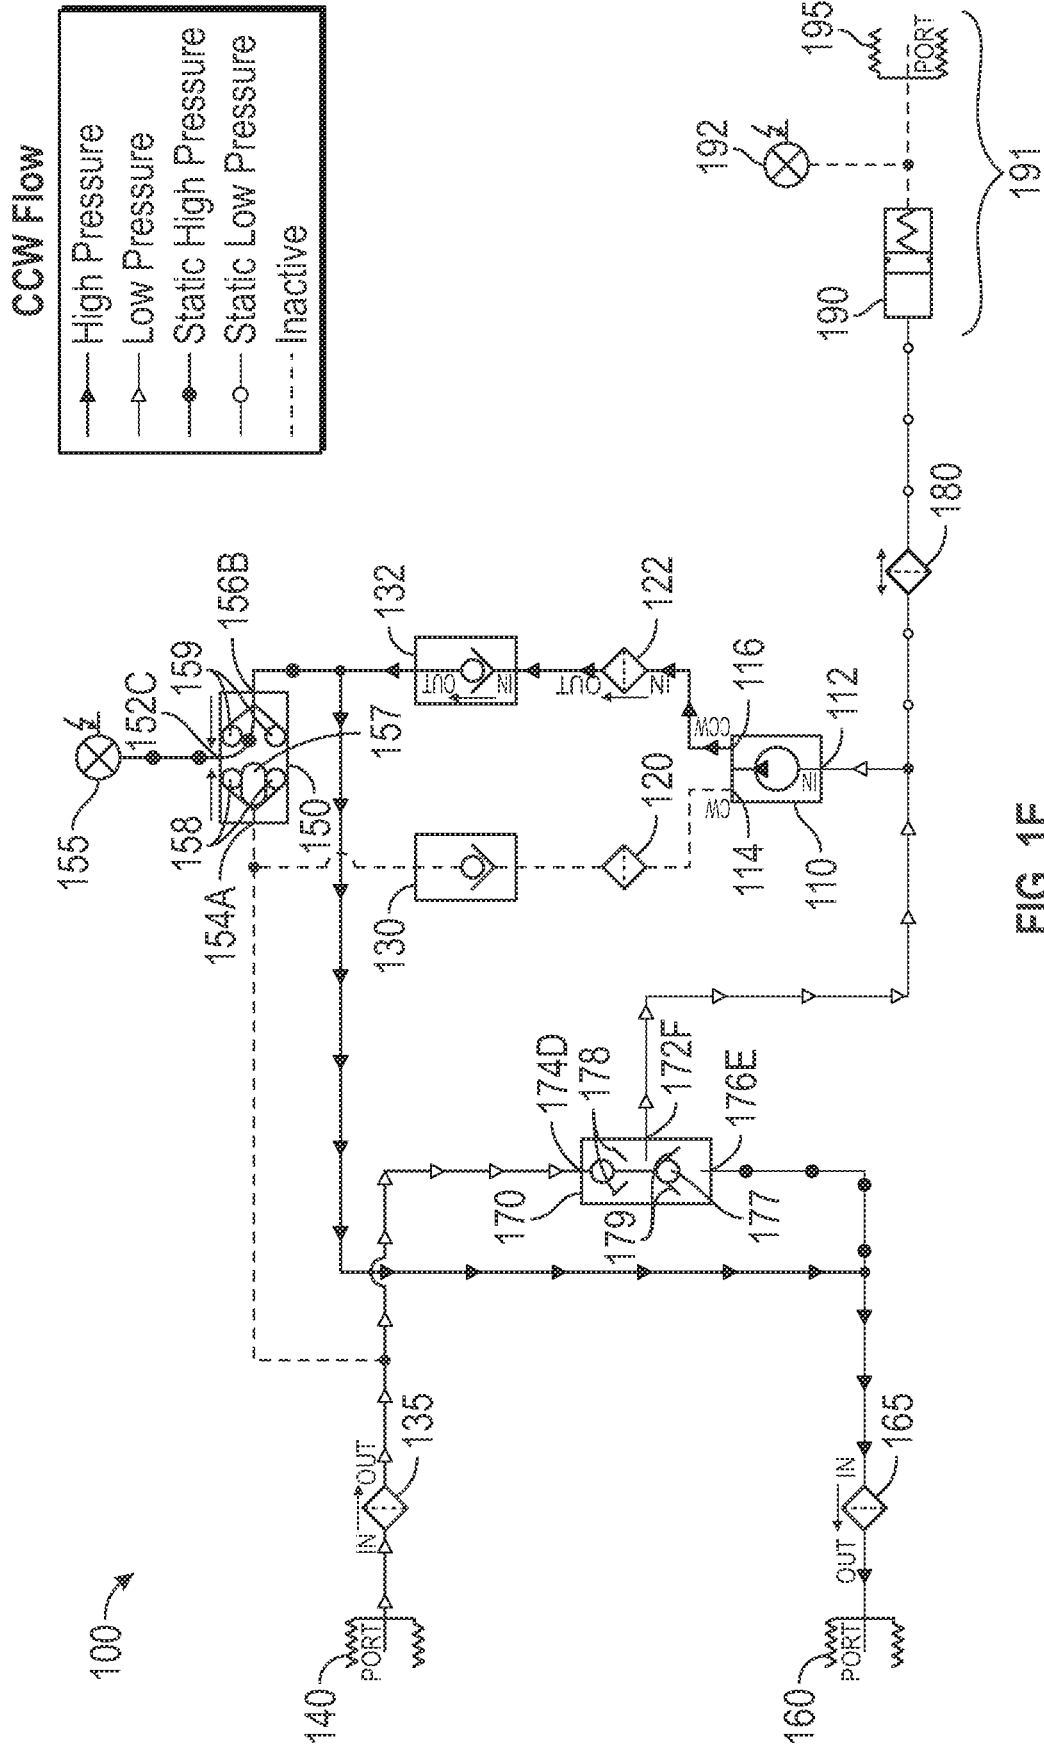 CCW Flow
High Pressure
Low Pressure
Static High Pressure
Static Low Pressure
Inactive
100
155
152C
159
156B
158
157
150
154A
132
OUT
IN
130
122
IN
OUT
120
CCW
116
CW
114
IN
112
110
140
PORT
IN
OUT
135
174D
178
170
172F
176E
179
177
160
PORT
OUT
IN
165
180
190
192
195
PORT
191
FIG. 1F